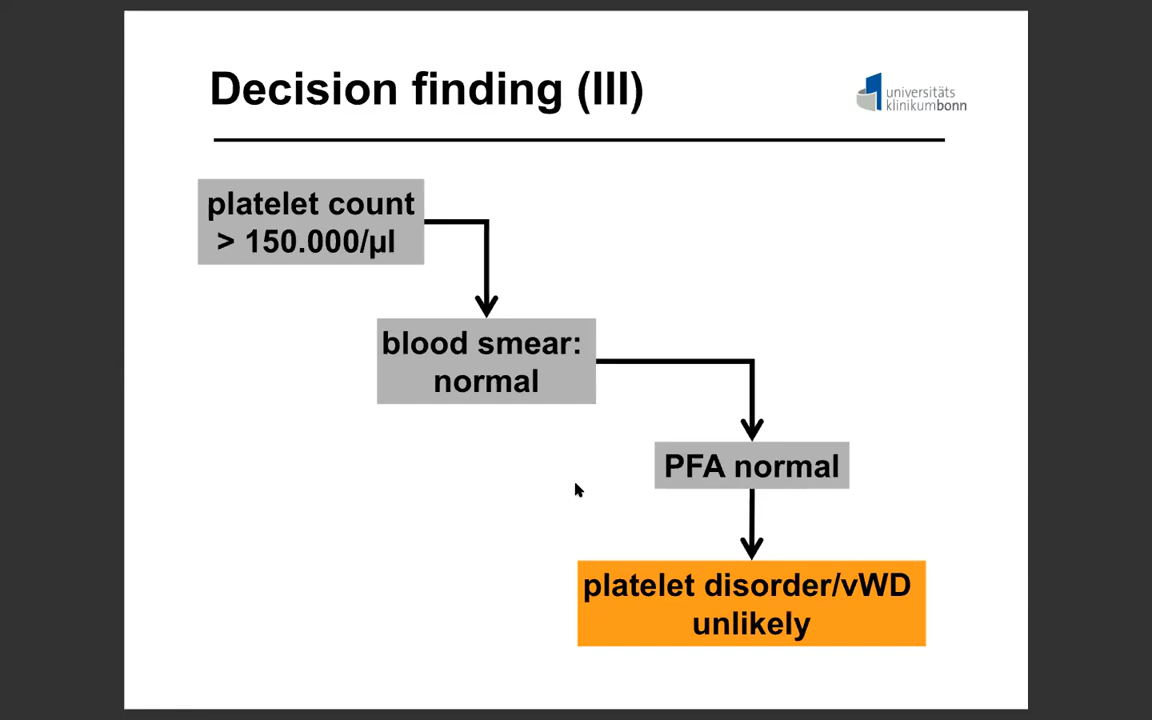 Decision finding (III)
universitäts
klinikumbonn
platelet count
> 150.000/µl
blood smear:
normal
PFA normal
platelet disorder/vWD
unlikely